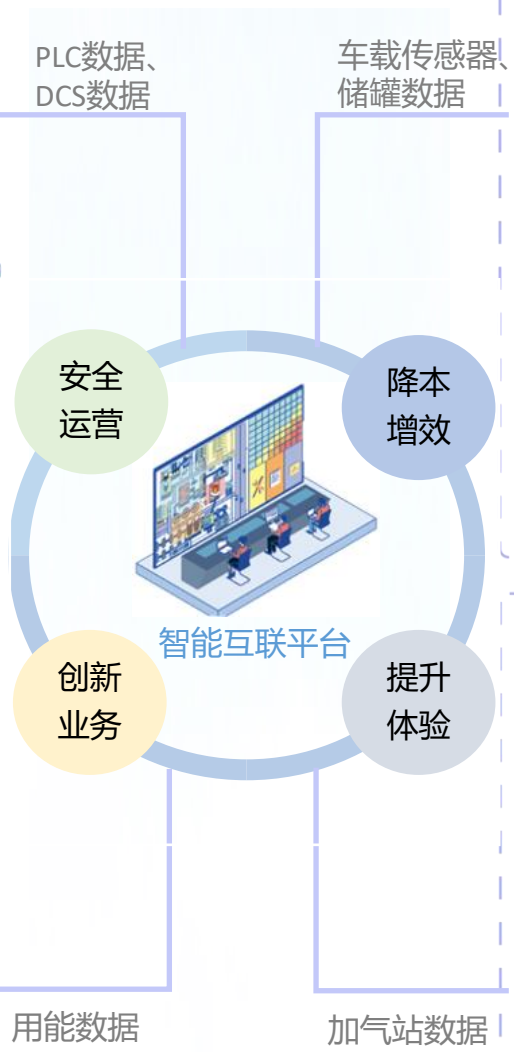 PLC数据、
DCS数据
车载传感器、
储罐数据
安全
运营
降本
增效
智能互联平台
创新
业务
提升
体验
用能数据
加气站数据